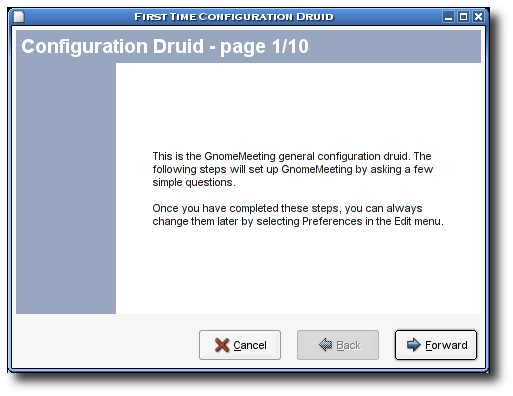 First Time Configuration Druid
Configuration Druid - page 1/10
This is the GnomeMeeting general configuration druid. The
following steps will set up GnomeMeeting by asking a few
simple questions.
Once you have completed these steps, you can always
change them later by selecting Preferences in the Edit menu.
Cancel
Back
Forward